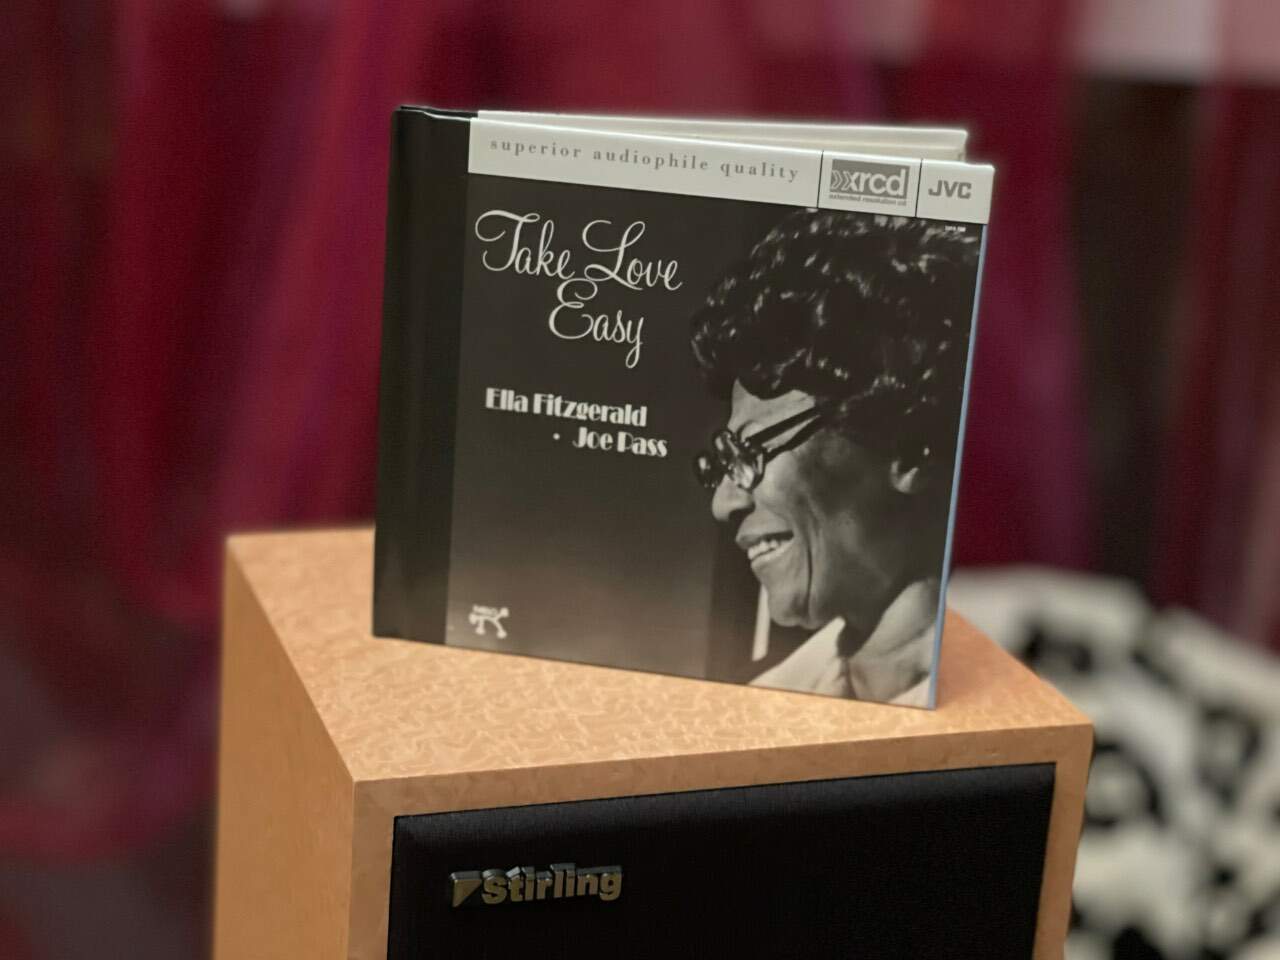 superior audiophile quality
xrcd
extended resolution cd
JVC
Take Love
Easy
Ella Fitzgerald
• Joe Pass
Stirling